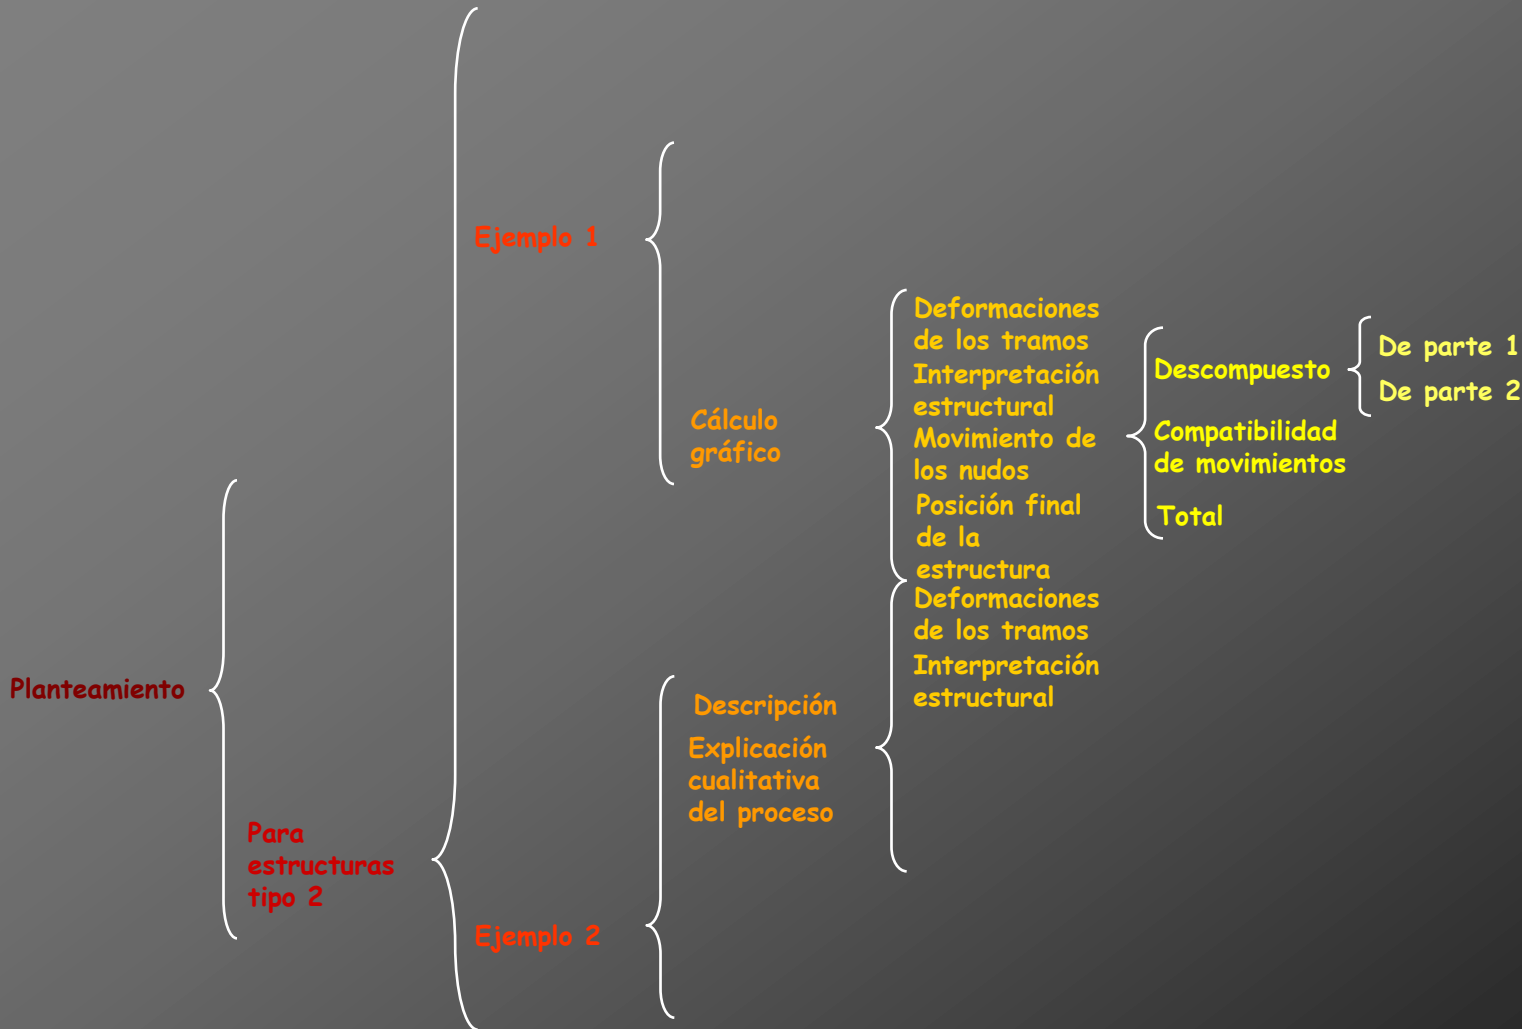 Planteamiento
Para
estructuras
tipo 2
Ejemplo 1
Cálculo
gráfico
Deformaciones
de los tramos
Interpretación
estructural
Movimiento de
los nudos
Descompuesto
De parte 1
De parte 2
Compatibilidad
de movimientos
Total
Posición final
de la
estructura
Ejemplo 2
Descripción
Explicación
cualitativa
del proceso
Deformaciones
de los tramos
Interpretación
estructural